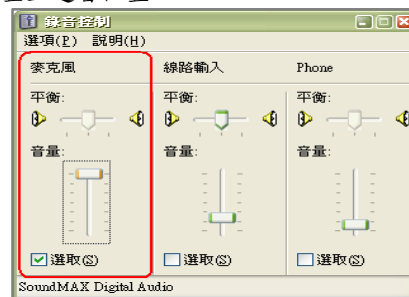 錄音控制
選項(P) 說明(H)
麥克風 線路輸入 Phone
平衡: 平衡: 平衡:
音量: 音量: 音量:
選取(S) 選取(S) 選取(S)
SoundMAX Digital Audio